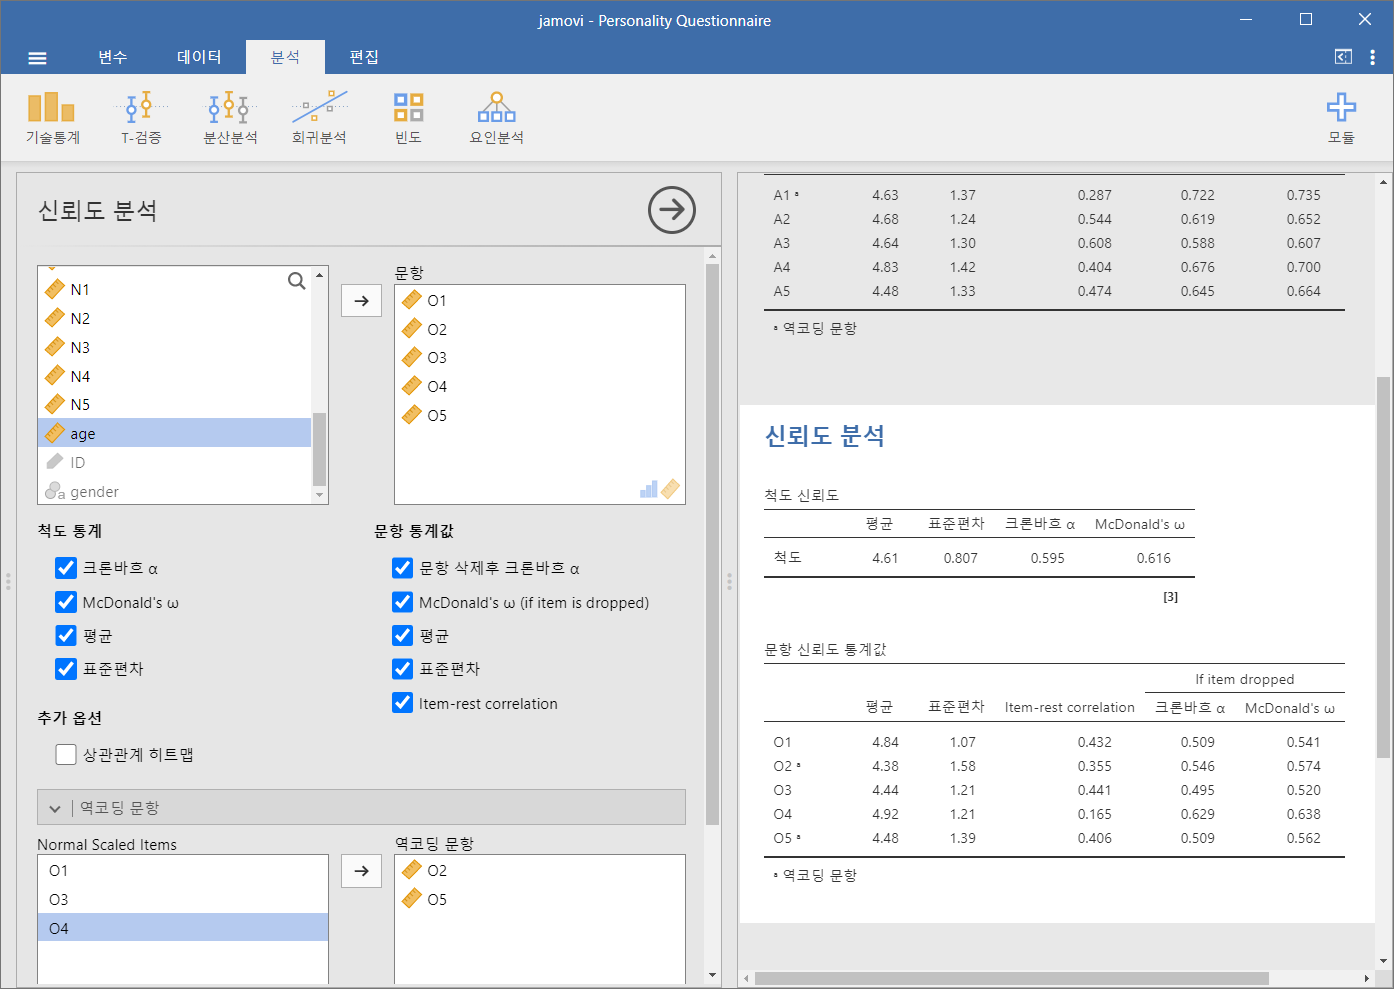 jamovi - Personality Questionnaire
변수 데이터 분석 편집
기술통계 T-검증 분산분석 회귀분석 빈도 요인분석 모듈
신뢰도 분석
N1
N2
N3
N4
N5
age
ID
gender
문항
O1
O2
O3
O4
O5
척도 통계
크론바흐 α
McDonald's ω
평균
표준편차
추가 옵션
상관관계 히트맵
문항 통계값
문항 삭제후 크론바흐 α
McDonald's ω (if item is dropped)
평균
표준편차
Item-rest correlation
역코딩 문항
Normal Scaled Items
O1
O3
O4
역코딩 문항
O2
O5
A1 ᵃ 4.63 1.37 0.287 0.722 0.735
A2 4.68 1.24 0.544 0.619 0.652
A3 4.64 1.30 0.608 0.588 0.607
A4 4.83 1.42 0.404 0.676 0.700
A5 4.48 1.33 0.474 0.645 0.664
ᵃ 역코딩 문항
신뢰도 분석
척도 신뢰도
평균 표준편차 크론바흐 α McDonald's ω
척도 4.61 0.807 0.595 0.616
[3]
문항 신뢰도 통계값
If item dropped
평균 표준편차 Item-rest correlation 크론바흐 α McDonald's ω
O1 4.84 1.07 0.432 0.509 0.541
O2 ᵃ 4.38 1.58 0.355 0.546 0.574
O3 4.44 1.21 0.441 0.495 0.520
O4 4.92 1.21 0.165 0.629 0.638
O5 ᵃ 4.48 1.39 0.406 0.509 0.562
ᵃ 역코딩 문항